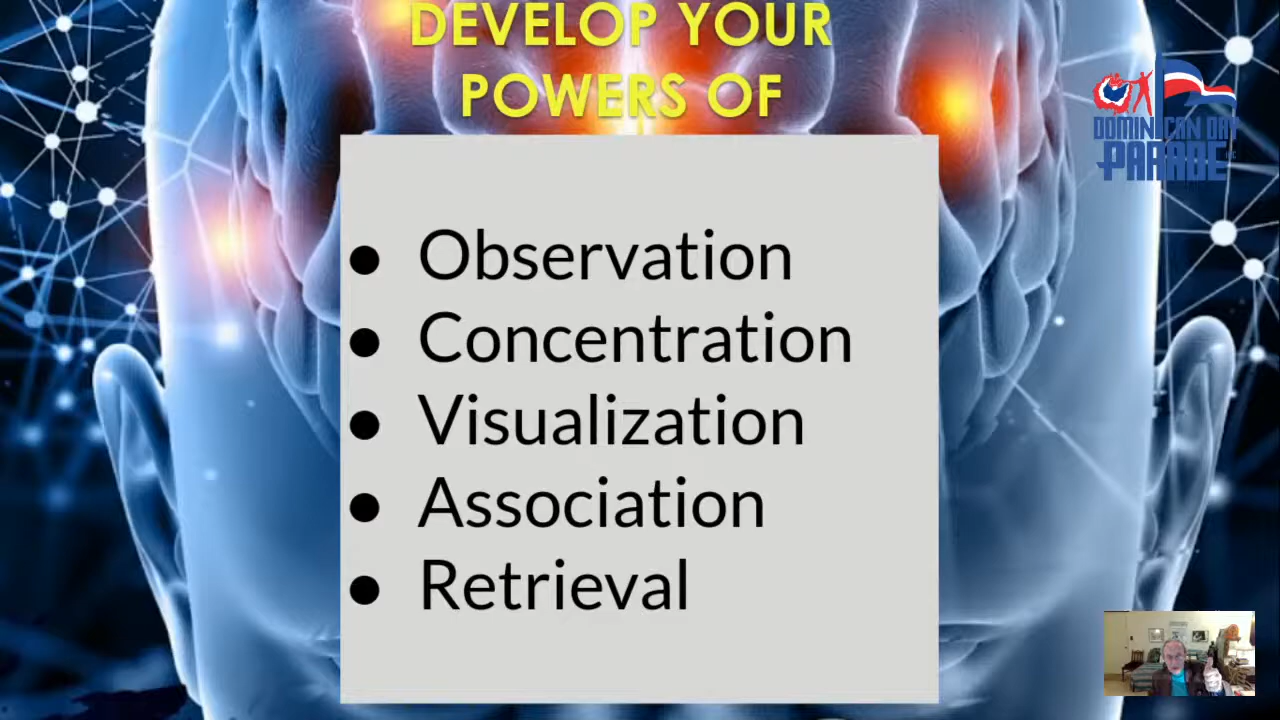 DEVELOP YOUR
POWERS OF
• Observation
• Concentration
• Visualization
• Association
• Retrieval
DOMINICAN DAY
PARADE